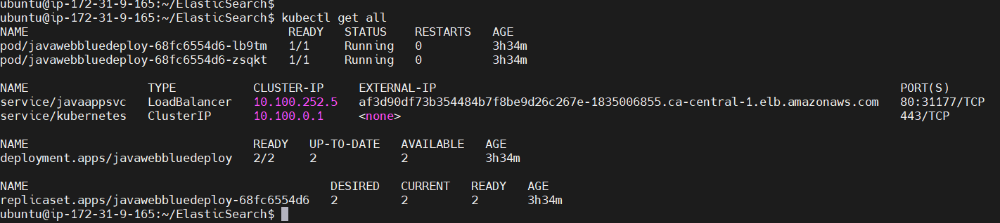 ubuntu@ip-172-31-9-165:~/ElasticSearch$
ubuntu@ip-172-31-9-165:~/ElasticSearch$ kubectl get all
NAME READY STATUS RESTARTS AGE
pod/javawebbluedeploy-68fc6554d6-lb9tm 1/1 Running 0 3h34m
pod/javawebbluedeploy-68fc6554d6-zsqkt 1/1 Running 0 3h34m
NAME TYPE CLUSTER-IP EXTERNAL-IP PORT(S)
service/javaappsvc LoadBalancer 10.100.252.5 af3d90df73b354484b7f8be9d26c267e-1835006855.ca-central-1.elb.amazonaws.com 80:31177/TCP
service/kubernetes ClusterIP 10.100.0.1 <none> 443/TCP
NAME READY UP-TO-DATE AVAILABLE AGE
deployment.apps/javawebbluedeploy 2/2 2 2 3h34m
NAME DESIRED CURRENT READY AGE
replicaset.apps/javawebbluedeploy-68fc6554d6 2 2 2 3h34m
ubuntu@ip-172-31-9-165:~/ElasticSearch$